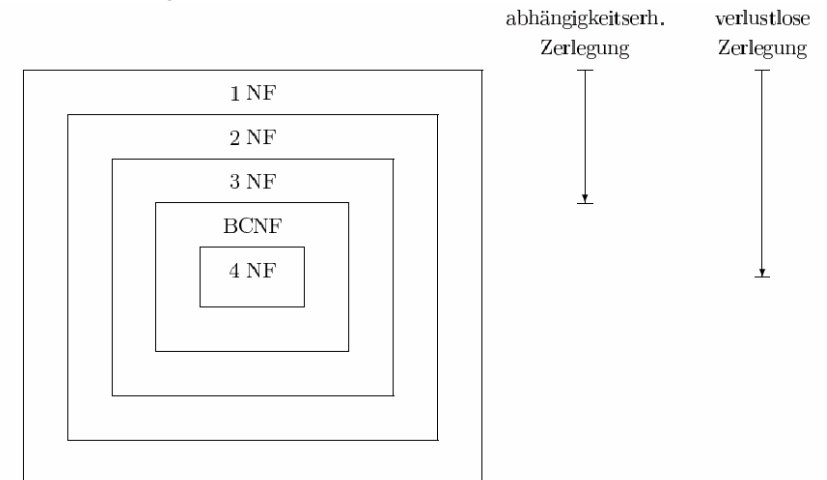 abhängigkeitserh. verlustlose
Zerlegung Zerlegung
1 NF
2 NF
3 NF
BCNF
4 NF